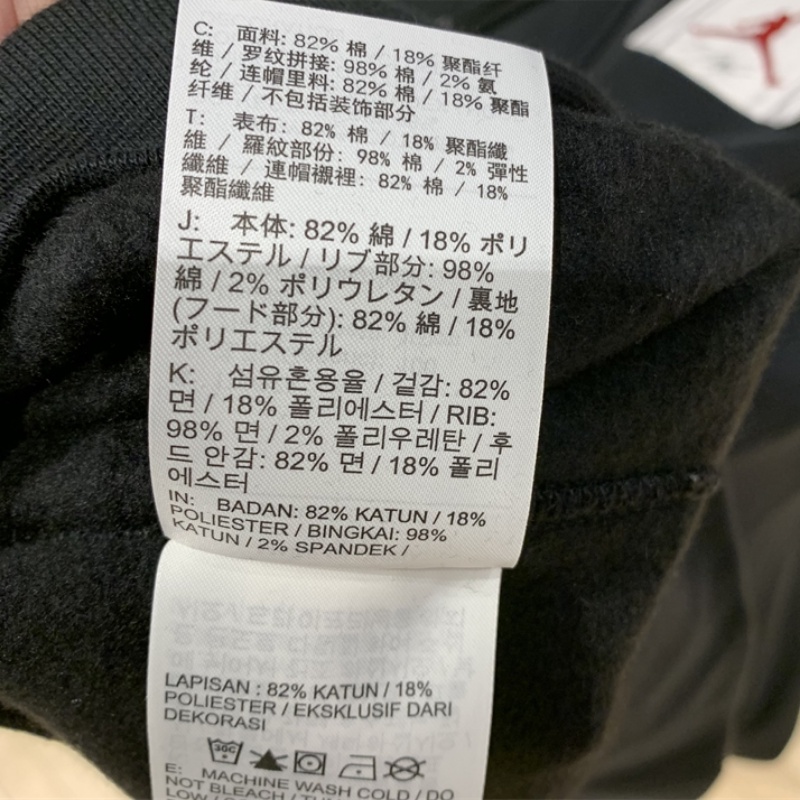 C: 面料: 82% 棉 / 18% 聚酯纤
维 / 罗纹拼接: 98% 棉 / 2% 氨
纶 / 连帽里料: 82% 棉 / 18% 聚酯
纤维 / 不包括装饰部分
T: 表布: 82% 棉 / 18% 聚酯纖
維 / 羅紋部份: 98% 棉 / 2% 彈性
纖維 / 連帽襯裡: 82% 棉 / 18%
聚酯纖維
J: 本体: 82% 綿 / 18% ポリ
エステル / リブ部分: 98%
綿 / 2% ポリウレタン / 裏地
(フード部分): 82% 綿 / 18%
ポリエステル
K: 섬유혼용율 / 겉감: 82%
면 / 18% 폴리에스터 / RIB:
98% 면 / 2% 폴리우레탄 / 후
드 안감: 82% 면 / 18% 폴리
에스터
IN: BADAN: 82% KATUN / 18%
POLIESTER / BINGKAI: 98%
KATUN / 2% SPANDEK /
LAPISAN : 82% KATUN / 18%
POLIESTER / EKSKLUSIF DARI
DEKORASI
30C
E: MACHINE WASH COLD / DO
NOT BLEACH /